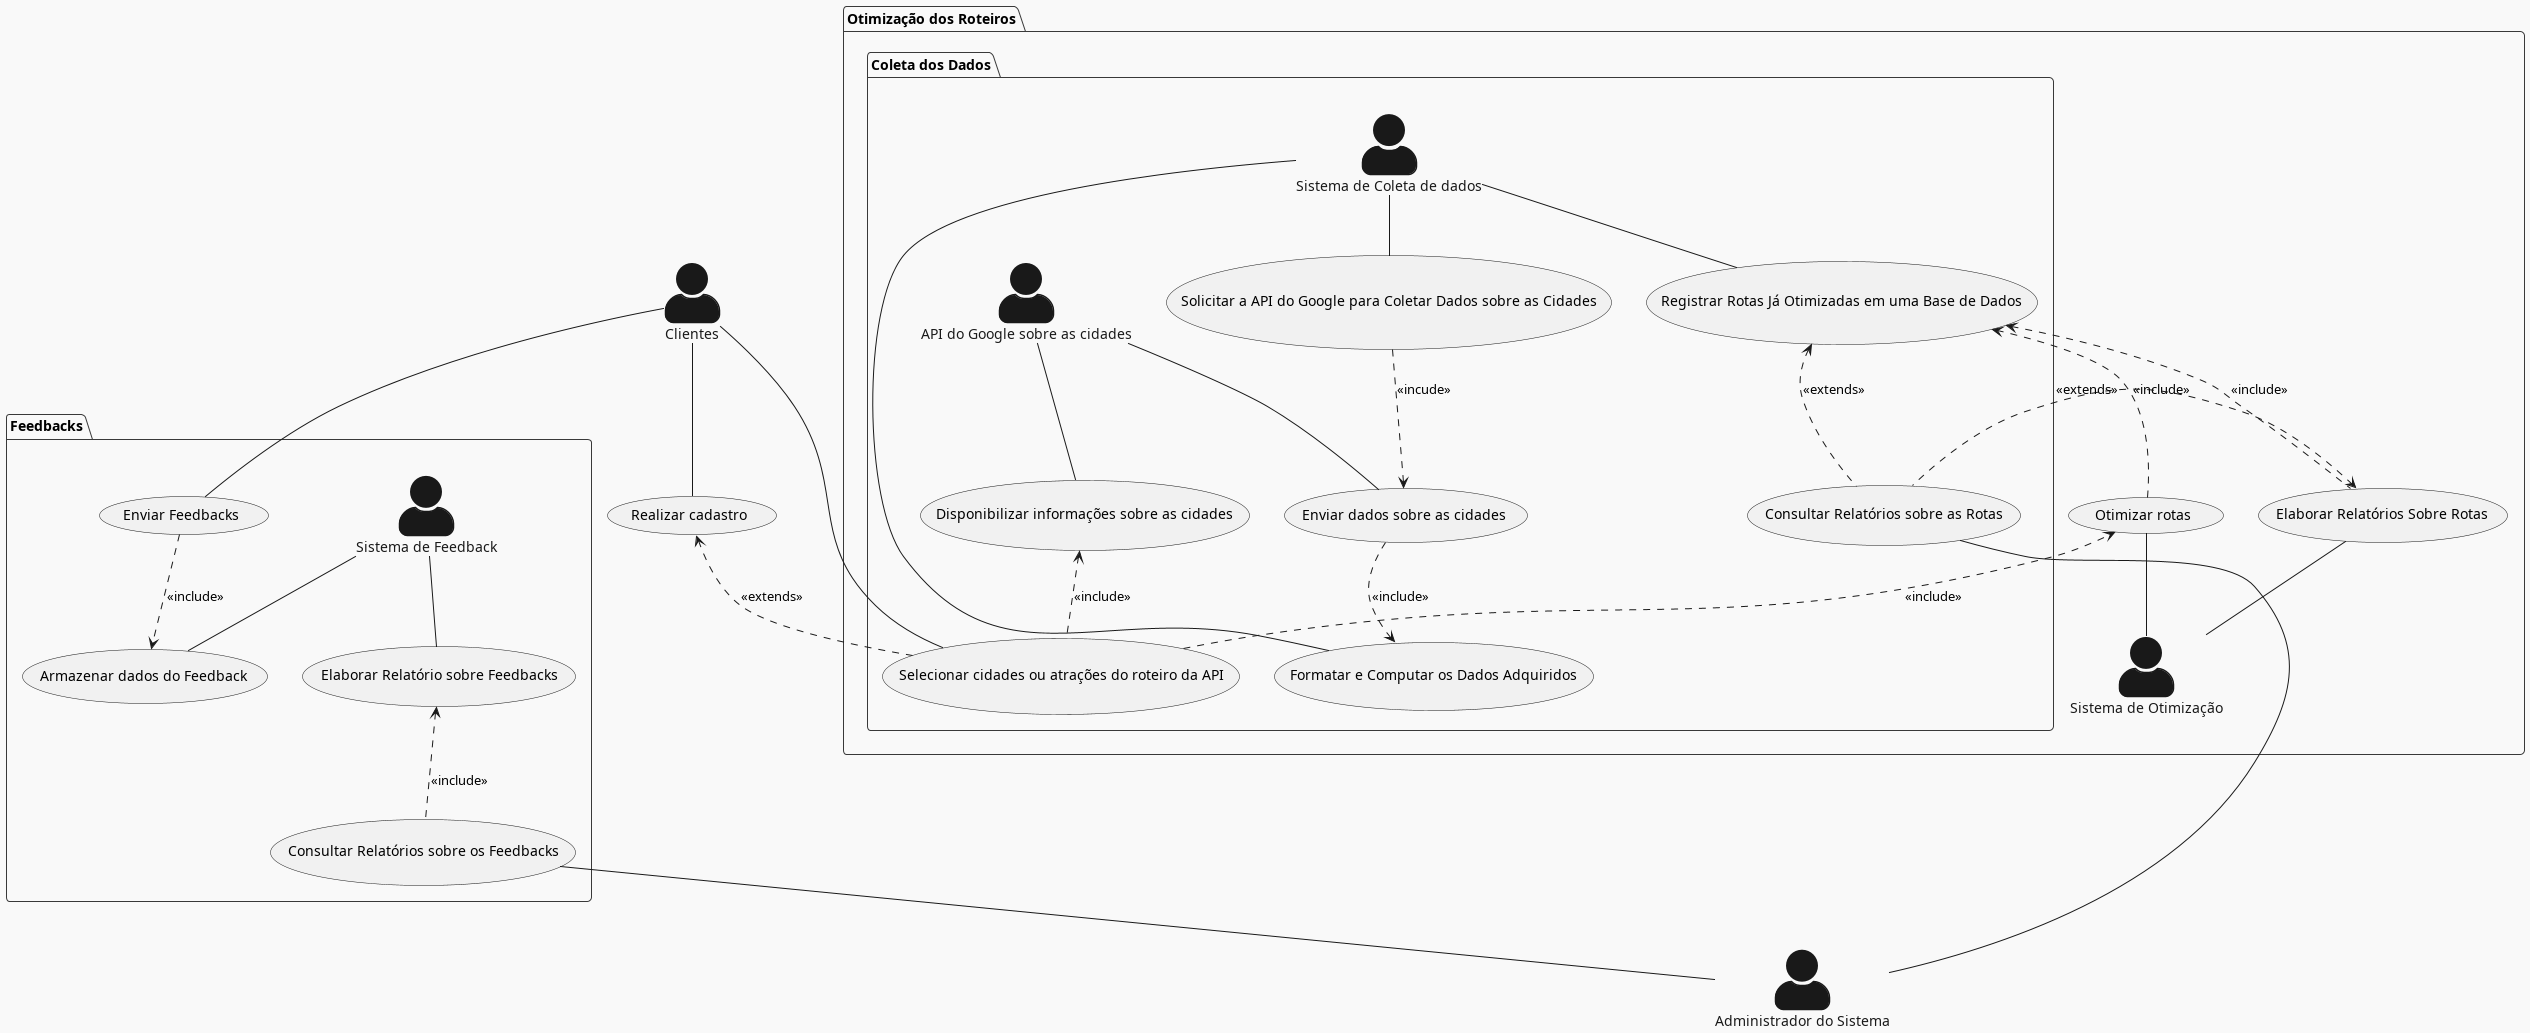 Otimização dos Roteiros
Coleta dos Dados
Sistema de Coleta de dados
Clientes
API do Google sobre as cidades
Solicitar a API do Google para Coletar Dados sobre as Cidades
Registrar Rotas Já Otimizadas em uma Base de Dados
«incude»
«extends»
«extends»
«include»
«include»
Feedbacks
Enviar Feedbacks
Sistema de Feedback
Realizar cadastro
Disponibilizar informações sobre as cidades
Enviar dados sobre as cidades
Consultar Relatórios sobre as Rotas
Otimizar rotas
Elaborar Relatórios Sobre Rotas
«include»
«extends»
«include»
«include»
«include»
Armazenar dados do Feedback
Elaborar Relatório sobre Feedbacks
Selecionar cidades ou atrações do roteiro da API
Formatar e Computar os Dados Adquiridos
Sistema de Otimização
«include»
Consultar Relatórios sobre os Feedbacks
Administrador do Sistema